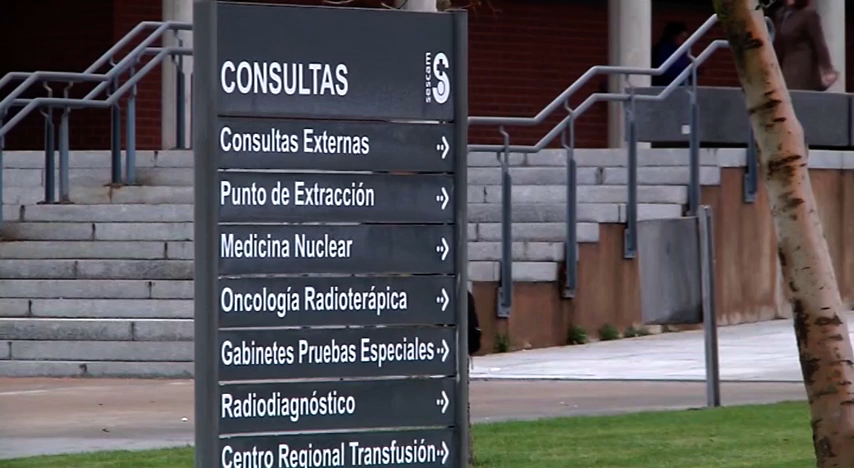 CONSULTAS
sescam
Consultas Externas
Punto de Extracción
Medicina Nuclear
Oncología Radioterápica
Gabinetes Pruebas Especiales
Radiodiagnóstico
Centro Regional Transfusión